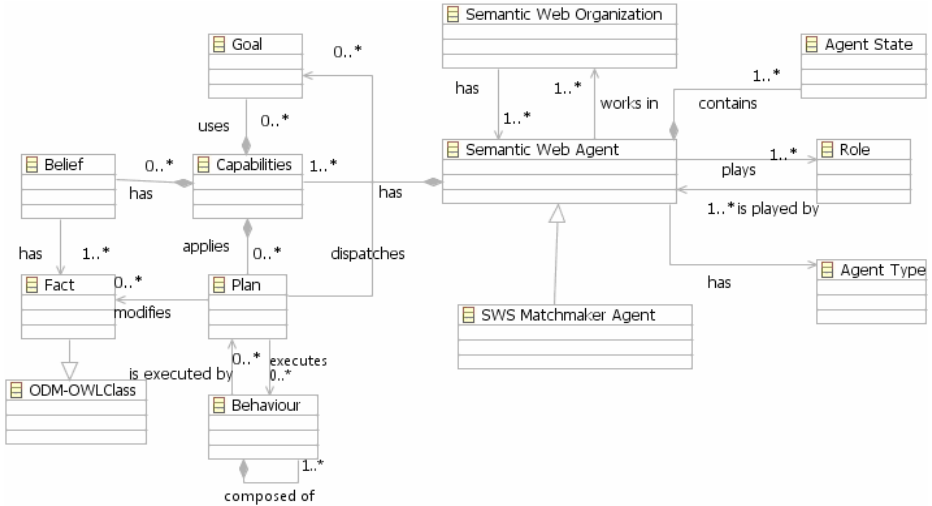 Semantic Web Organization
Goal
Agent State
0..*
1..*
has
1..*
works in
contains
1..*
uses
0..*
Belief
0..*
Capabilities
1..*
Semantic Web Agent
1..*
Role
has
has
plays
1..*
is played by
applies
0..*
dispatches
has
1..*
Fact
0..*
Plan
has
Agent Type
modifies
SWS Matchmaker Agent
0..*
executes
is executed by
0..*
ODM-OWLClass
Behaviour
1..*
composed of